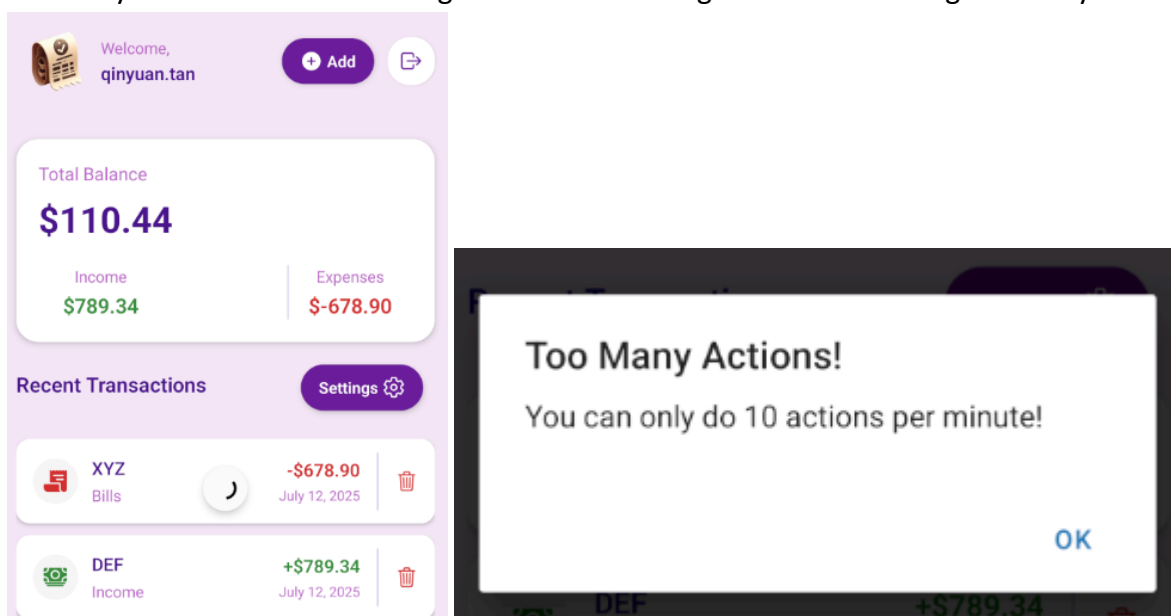 Welcome,
qinyuan.tan
Add
Total Balance
$110.44
Income
Expenses
$789.34
$-678.90
Recent Transactions
Settings
XYZ
-$678.90
Bills
July 12, 2025
DEF
+$789.34
Income
July 12, 2025
Too Many Actions!
You can only do 10 actions per minute!
OK
DEF
+$789.34